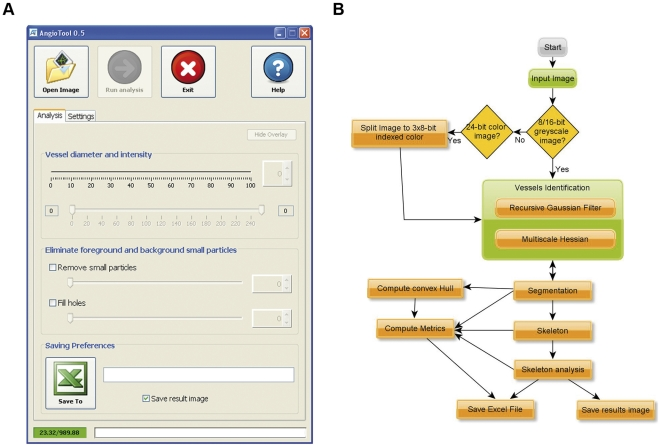 A
AngioTool 0.5
Open Image
Run analysis
Exit
Help
Analysis
Settings
Hide Overlay
Vessel diameter and intensity
0
0 10 20 30 40 50 60 70 80 90 100
0
0
0 20 40 60 80 100 120 140 160 180 200 220 240
Eliminate foreground and background small particles
Remove small particles
0
Fill holes
0
Saving Preferences
Save To
Save result image
23.32/989.88
B
Start
Input Image
8/16-bit
greyscale
image?
No
24-bit color
image?
Yes
Split Image to 3x8-bit
indexed color
Yes
Vessels Identification
Recursive Gaussian Filter
Multiscale Hessian
Compute convex Hull
Segmentation
Compute Metrics
Skeleton
Skeleton analysis
Save Excel File
Save results image